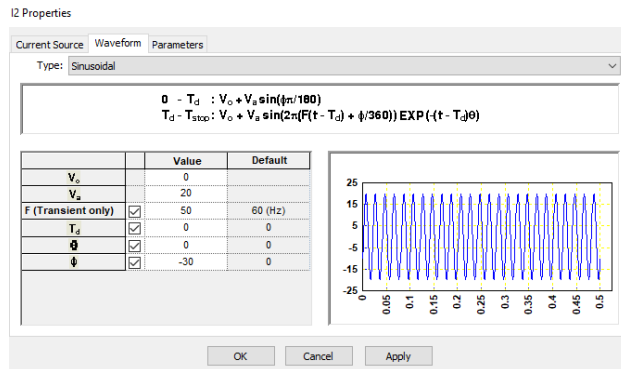 I2 Properties
Current Source Waveform Parameters
Type: Sinusoidal
0 - Td : Vo + Va sin(ϕπ/180)
Td - Tstop: Vo + Va sin(2π(F(t - Td) + ϕ/360)) EXP(-(t - Td)θ)
Value Default
Vo 0
Va 20
F (Transient only) 50 60 (Hz)
Td 0 0
θ 0 0
ϕ -30 0
25
15
5
-5
-15
-25
0 0.05 0.1 0.15 0.2 0.25 0.3 0.35 0.4 0.45 0.5
OK Cancel Apply